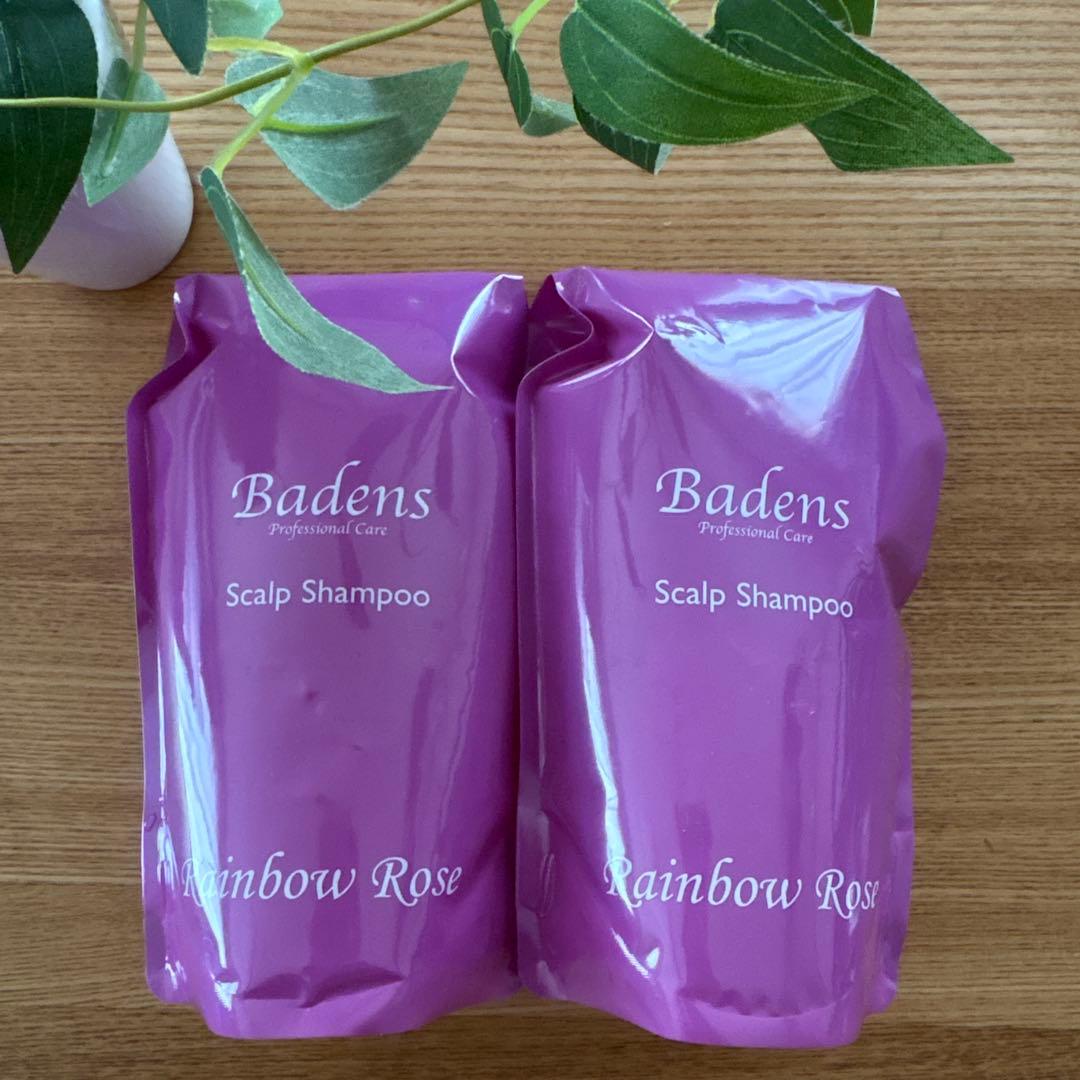 Badens
Professional Care
Scalp Shampoo
Rainbow Rose
Badens
Professional Care
Scalp Shampoo
Rainbow Rose